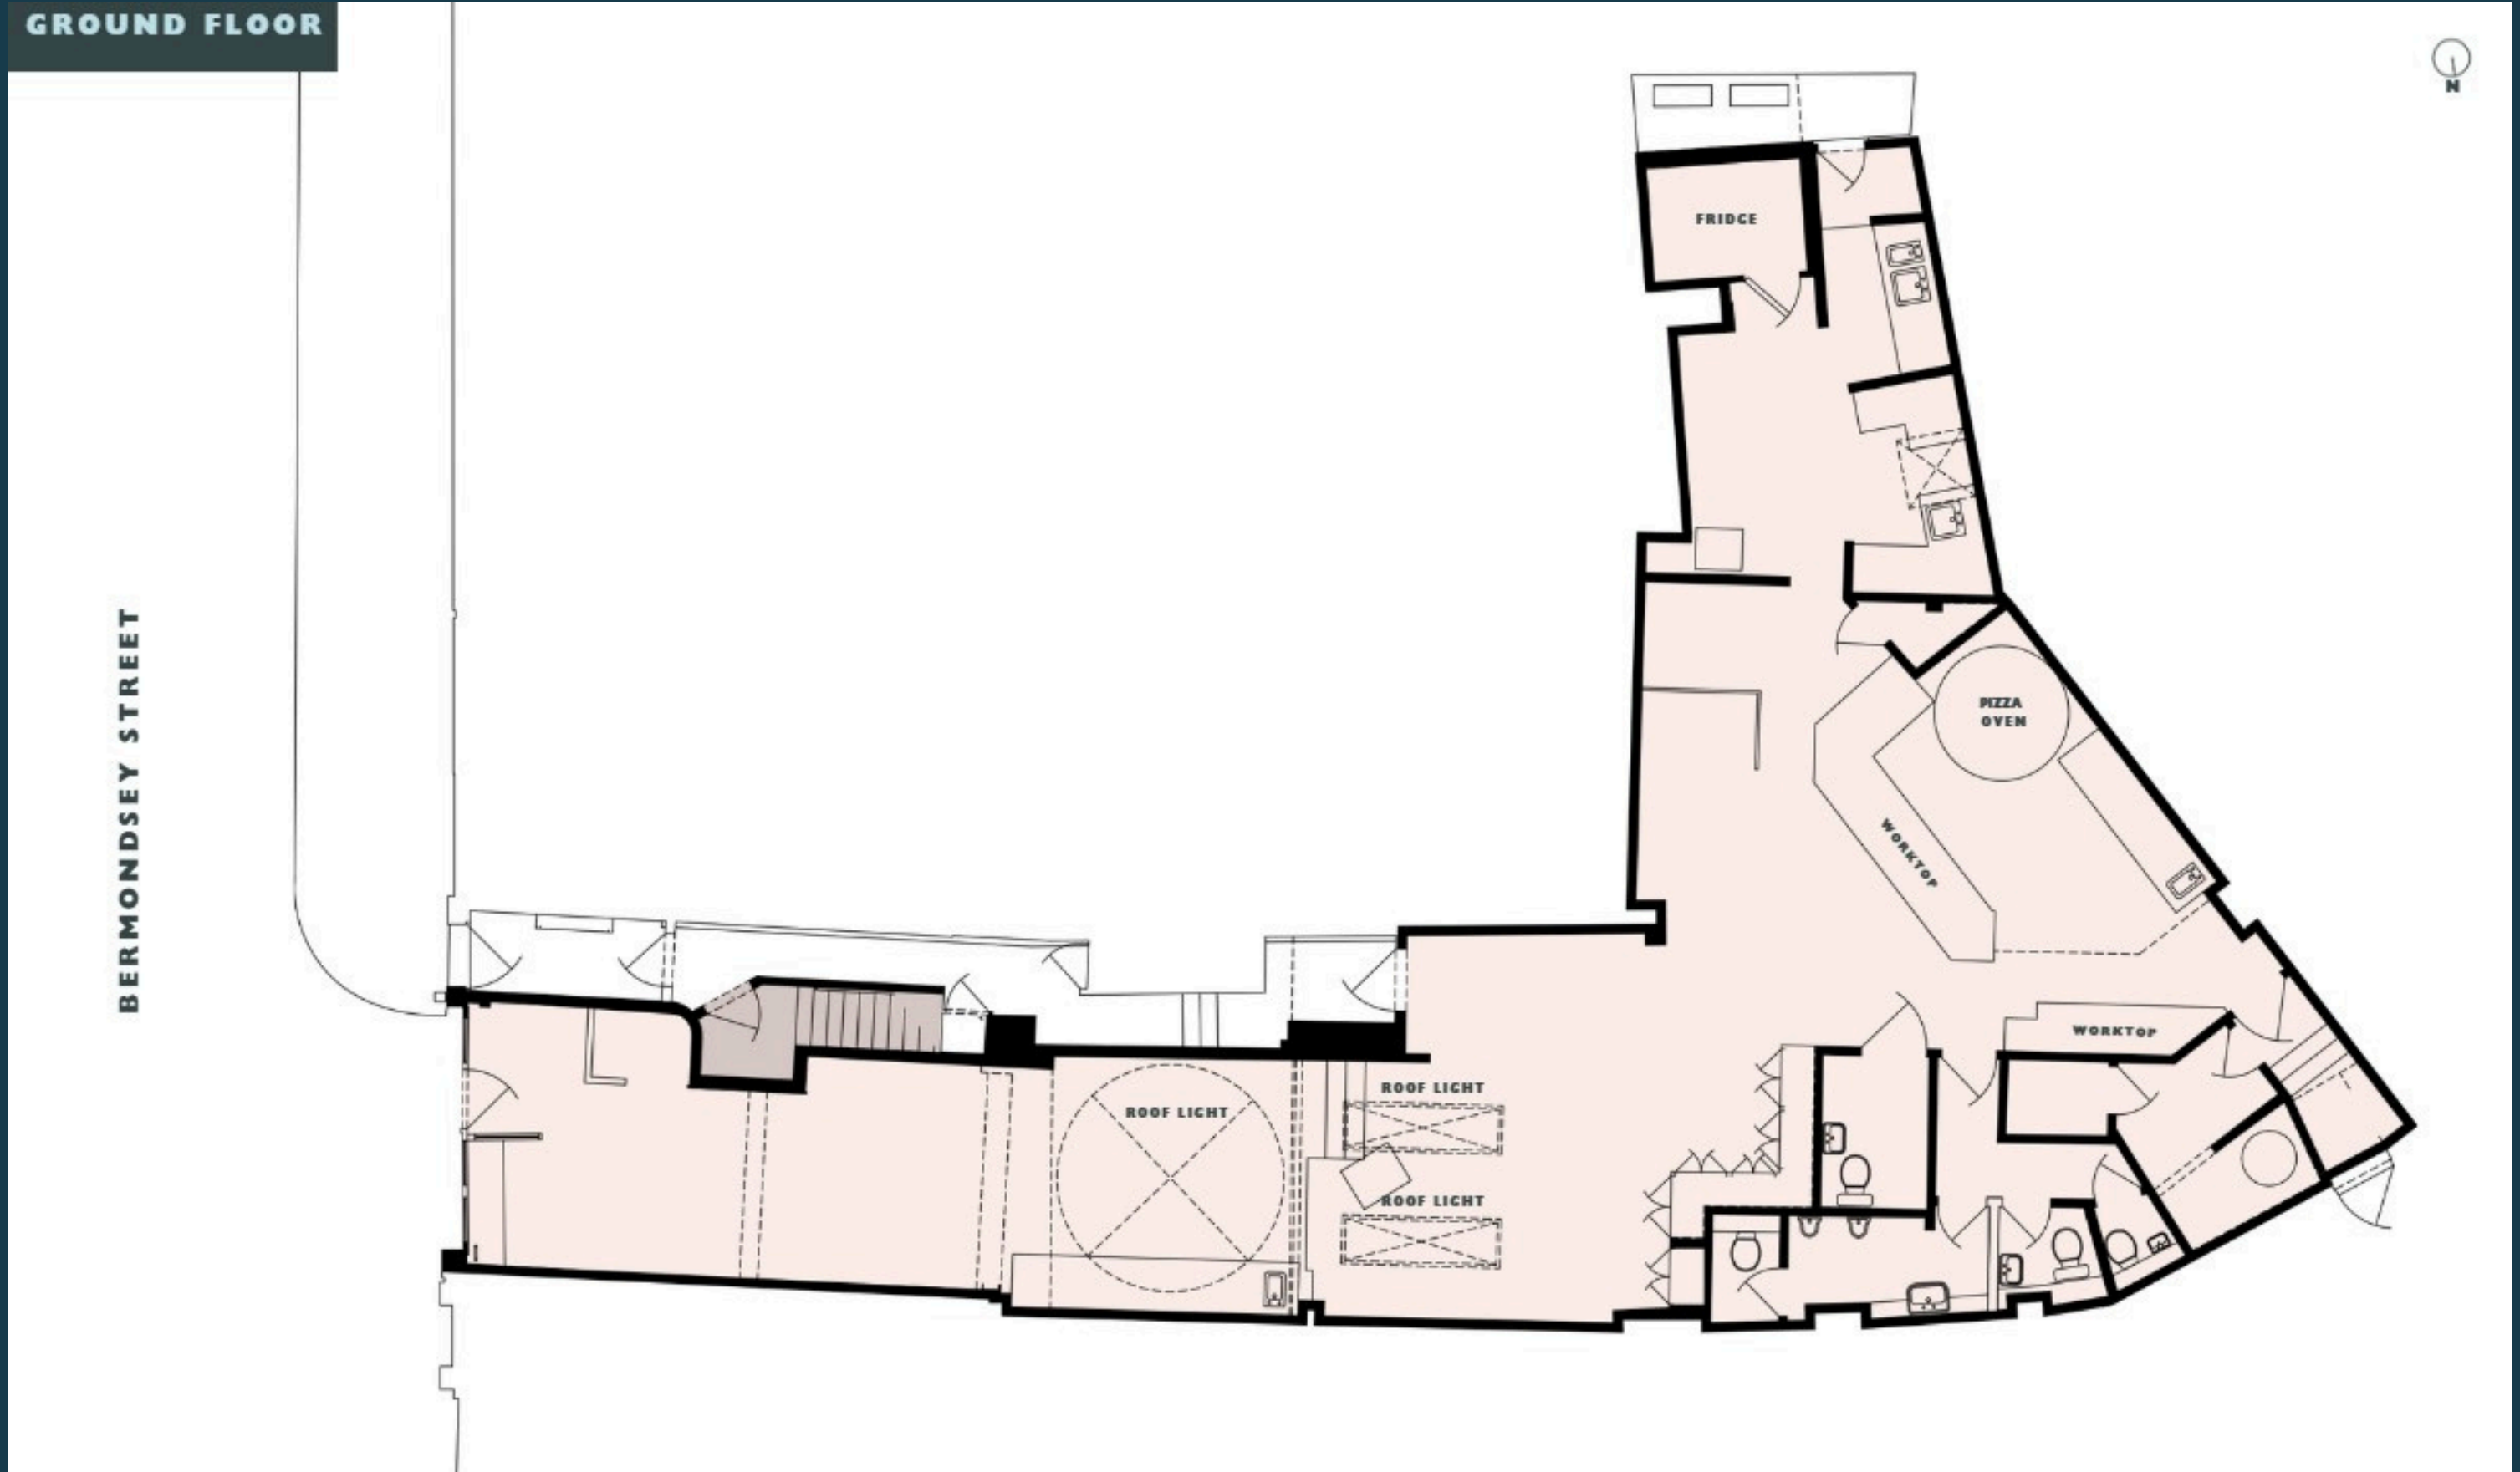 GROUND FLOOR
N
FRIDGE
PIZZA
OVEN
WORKTOP
BERMONDSEY STREET
WORKTOP
ROOF LIGHT
ROOF LIGHT
ROOF LIGHT